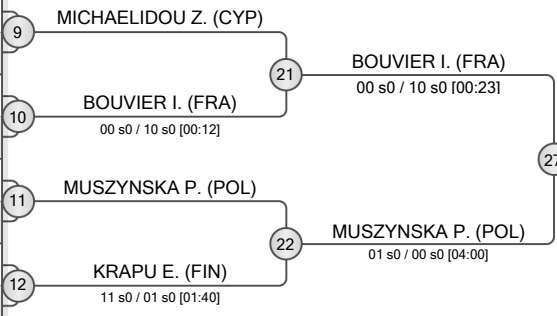 MICHAELIDOU Z. (CYP)
9
21
BOUVIER I. (FRA)
00 s0 / 10 s0 [00:23]
BOUVIER I. (FRA)
10
00 s0 / 10 s0 [00:12]
27
MUSZYNSKA P. (POL)
11
22
MUSZYNSKA P. (POL)
01 s0 / 00 s0 [04:00]
KRAPU E. (FIN)
12
11 s0 / 01 s0 [01:40]